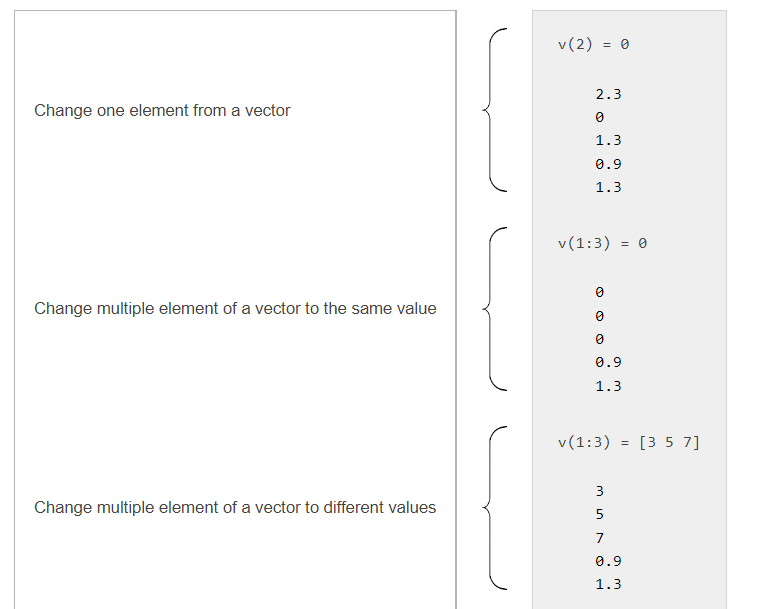 Change one element from a vector
v(2) = 0
2.3
0
1.3
0.9
1.3
Change multiple element of a vector to the same value
v(1:3) = 0
0
0
0
0.9
1.3
Change multiple element of a vector to different values
v(1:3) = [3 5 7]
3
5
7
0.9
1.3